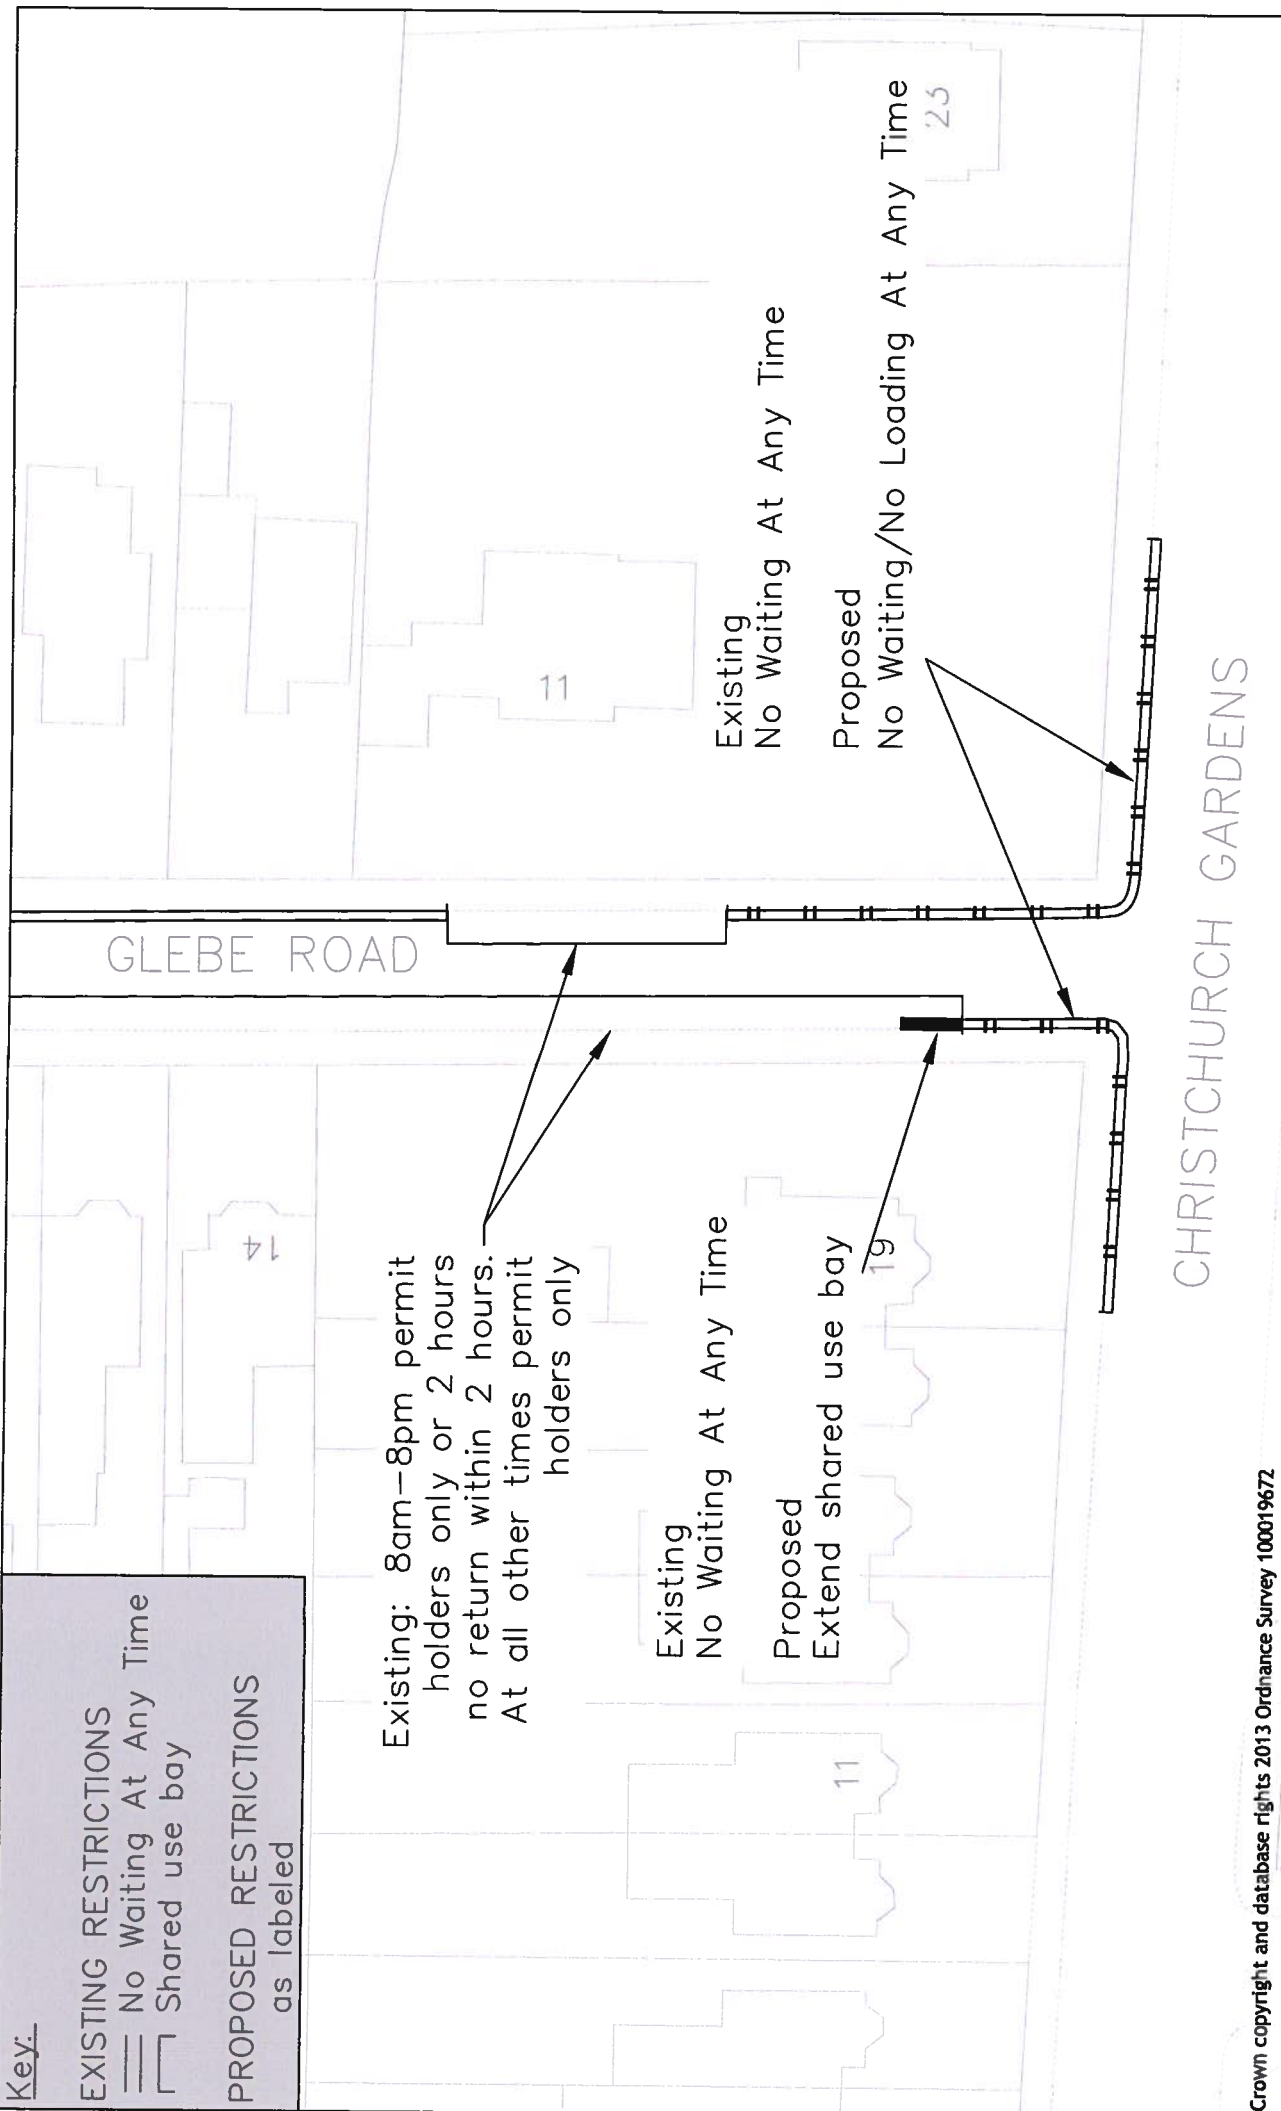 Key:
EXISTING RESTRICTIONS
No Waiting At Any Time
Shared use bay
PROPOSED RESTRICTIONS
as labeled
Existing: 8am-8pm permit
holders only or 2 hours
no return within 2 hours.
At all other times permit
holders only
Existing
No Waiting At Any Time
Proposed
Extend shared use bay
Existing
No Waiting At Any Time
Proposed
No Waiting/No Loading At Any Time
GLEBE ROAD
CHRISTCHURCH GARDENS
14
11
19
11
23
Crown copyright and database rights 2013 Ordnance Survey 100019672